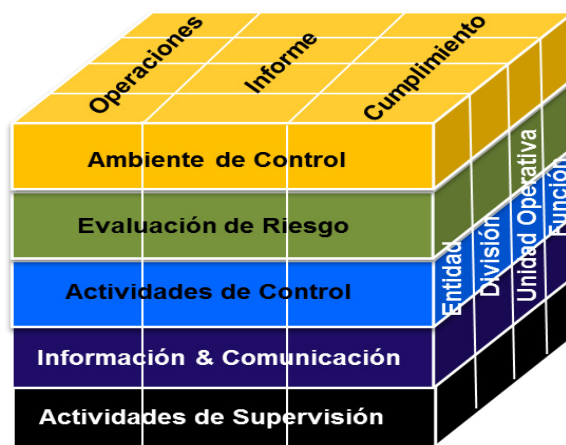 Operaciones
Informe
Cumplimiento
Ambiente de Control
Evaluación de Riesgo
Actividades de Control
Información & Comunicación
Actividades de Supervisión
Entidad
División
Unidad Operativa
Función